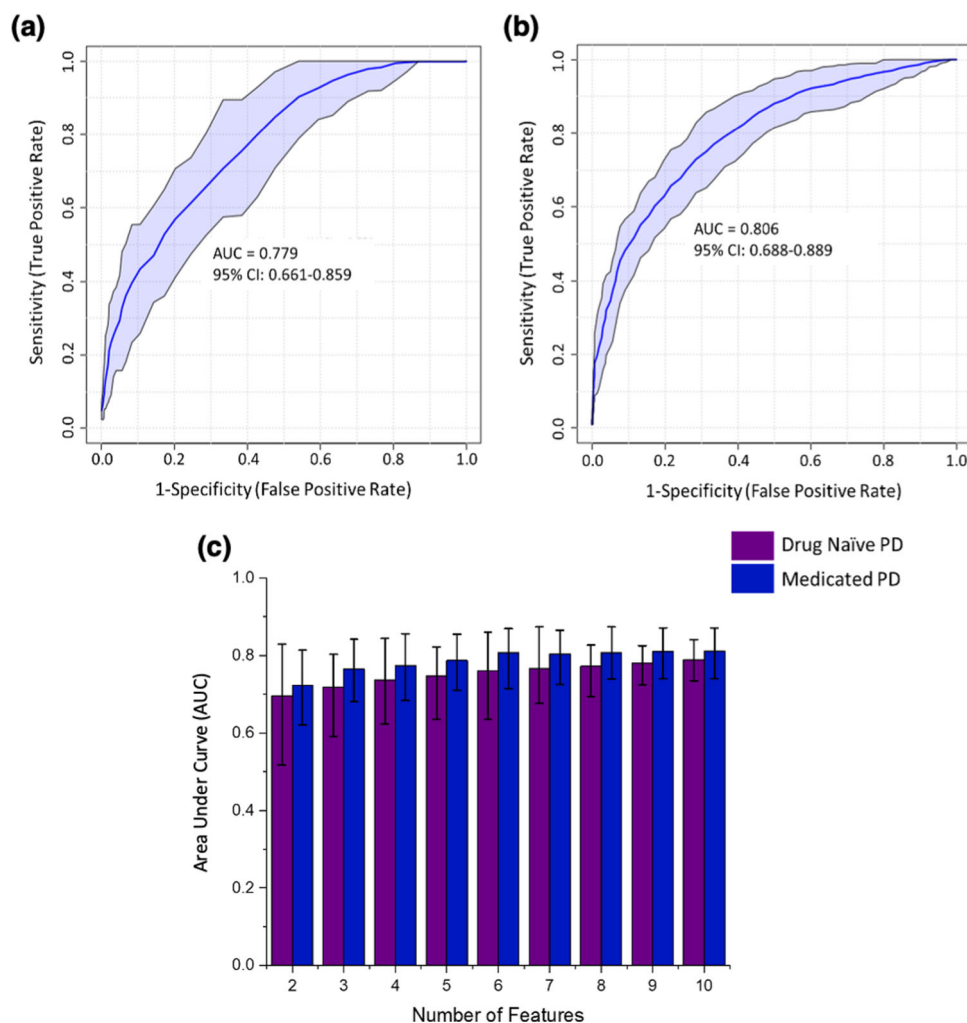 (a)
Sensitivity (True Positive Rate)
0.0
0.2
0.4
0.6
0.8
1.0
AUC = 0.779
95% CI: 0.661-0.859
0.0
0.2
0.4
0.6
0.8
1.0
1-Specificity (False Positive Rate)
(b)
Sensitivity (True Positive Rate)
0.0
0.2
0.4
0.6
0.8
1.0
AUC = 0.806
95% CI: 0.688-0.889
0.0
0.2
0.4
0.6
0.8
1.0
1-Specificity (False Positive Rate)
(c)
Drug Naïve PD
Medicated PD
Area Under Curve (AUC)
1.0
0.8
0.6
0.4
0.2
0.0
2
3
4
5
6
7
8
9
10
Number of Features